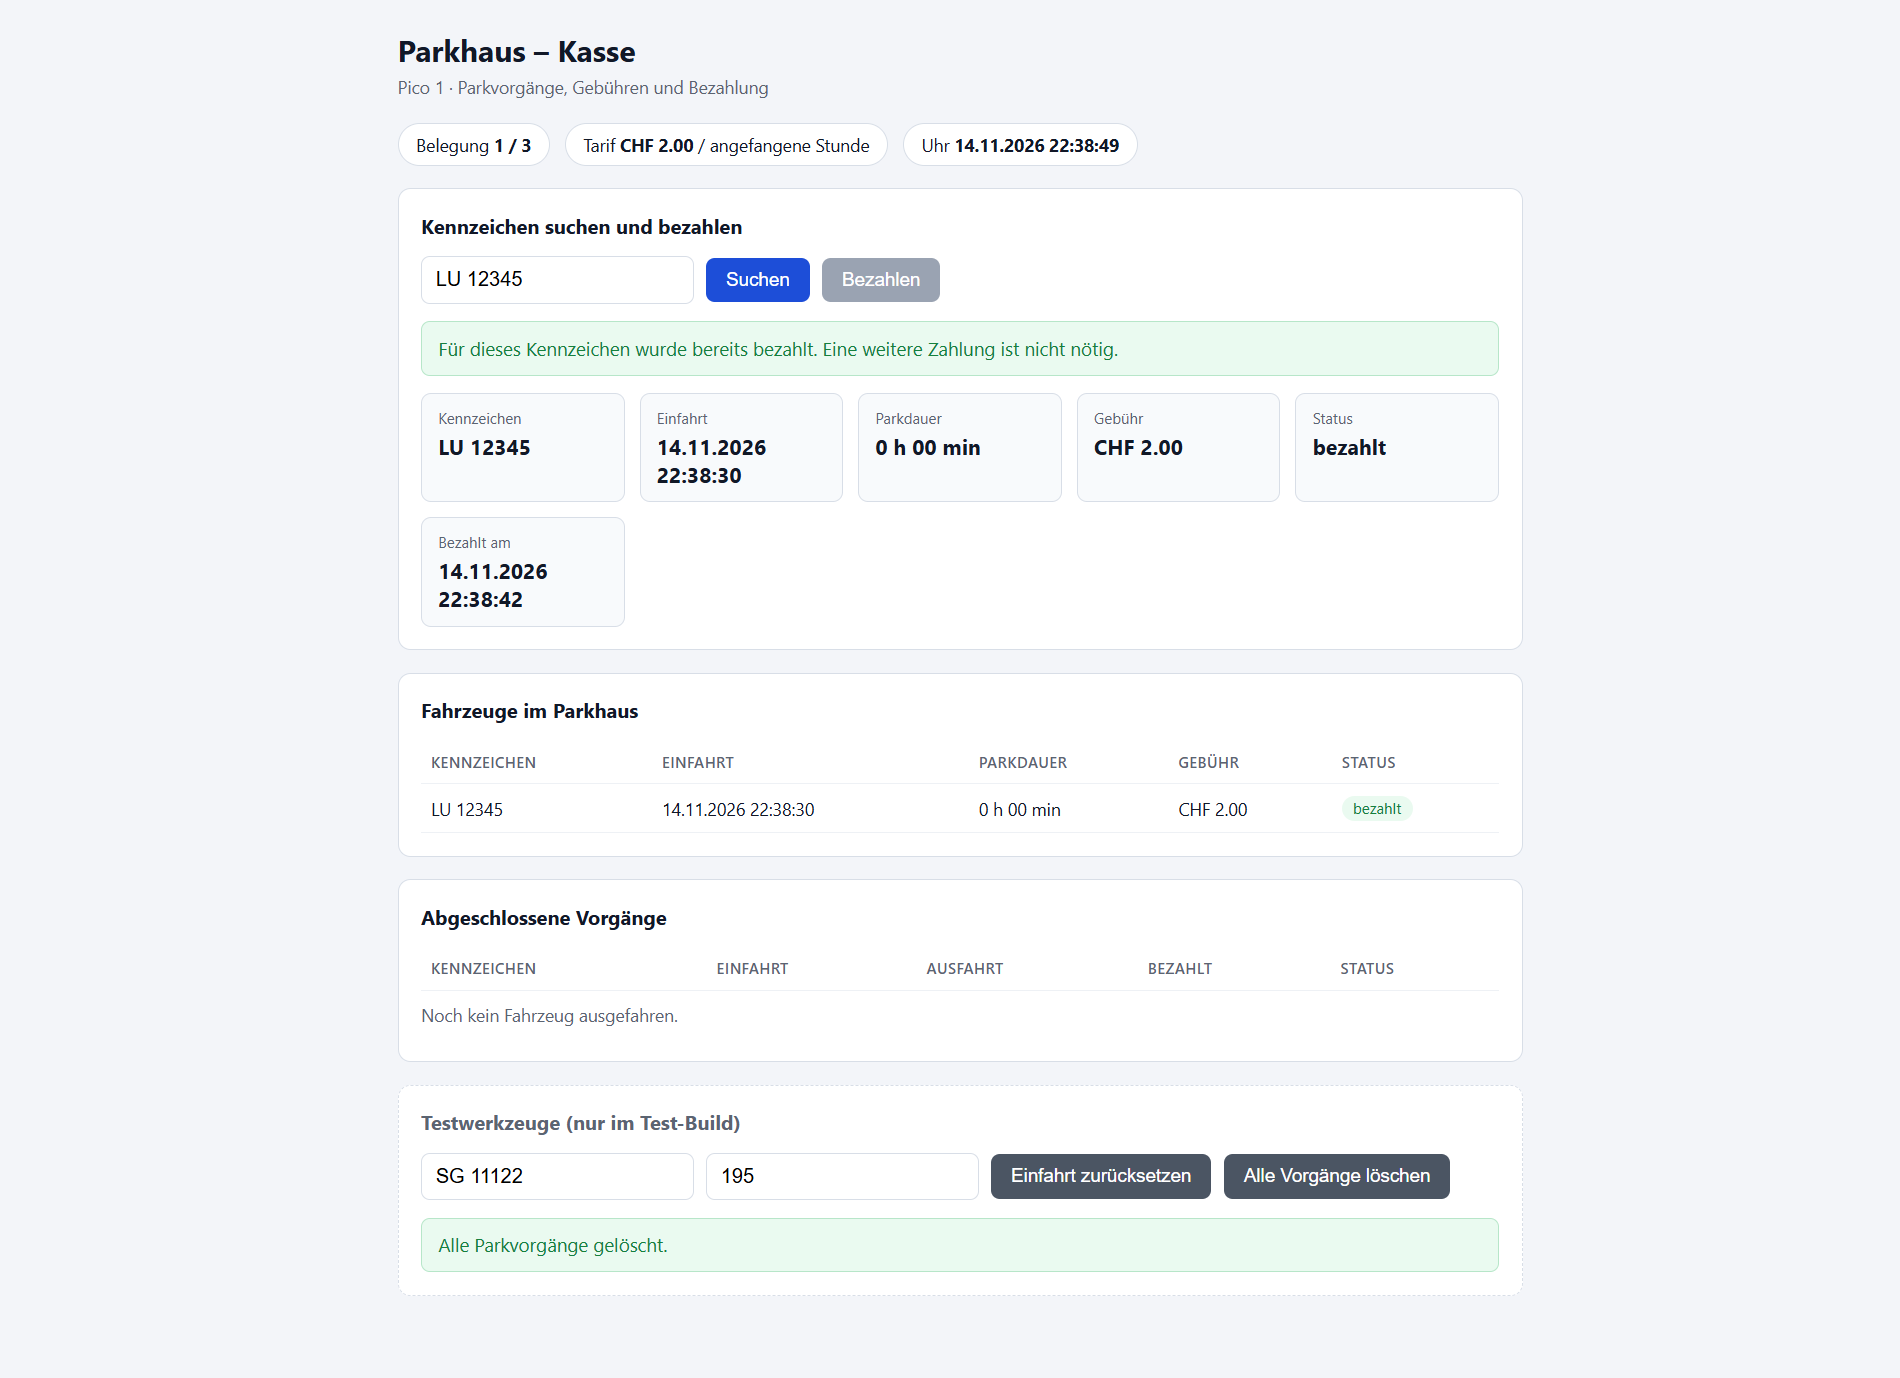 Parkhaus – Kasse
Pico 1 · Parkvorgänge, Gebühren und Bezahlung
Belegung 1 / 3
Tarif CHF 2.00 / angefangene Stunde
Uhr 14.11.2026 22:38:49
Kennzeichen suchen und bezahlen
LU 12345
Suchen
Bezahlen
Für dieses Kennzeichen wurde bereits bezahlt. Eine weitere Zahlung ist nicht nötig.
Kennzeichen
LU 12345
Einfahrt
14.11.2026
22:38:30
Parkdauer
0 h 00 min
Gebühr
CHF 2.00
Status
bezahlt
Bezahlt am
14.11.2026
22:38:42
Fahrzeuge im Parkhaus
KENNZEICHEN EINFAHRT PARKDAUER GEBÜHR STATUS
LU 12345 14.11.2026 22:38:30 0 h 00 min CHF 2.00 bezahlt
Abgeschlossene Vorgänge
KENNZEICHEN EINFAHRT AUSFAHRT BEZAHLT STATUS
Noch kein Fahrzeug ausgefahren.
Testwerkzeuge (nur im Test-Build)
SG 11122
195
Einfahrt zurücksetzen
Alle Vorgänge löschen
Alle Parkvorgänge gelöscht.